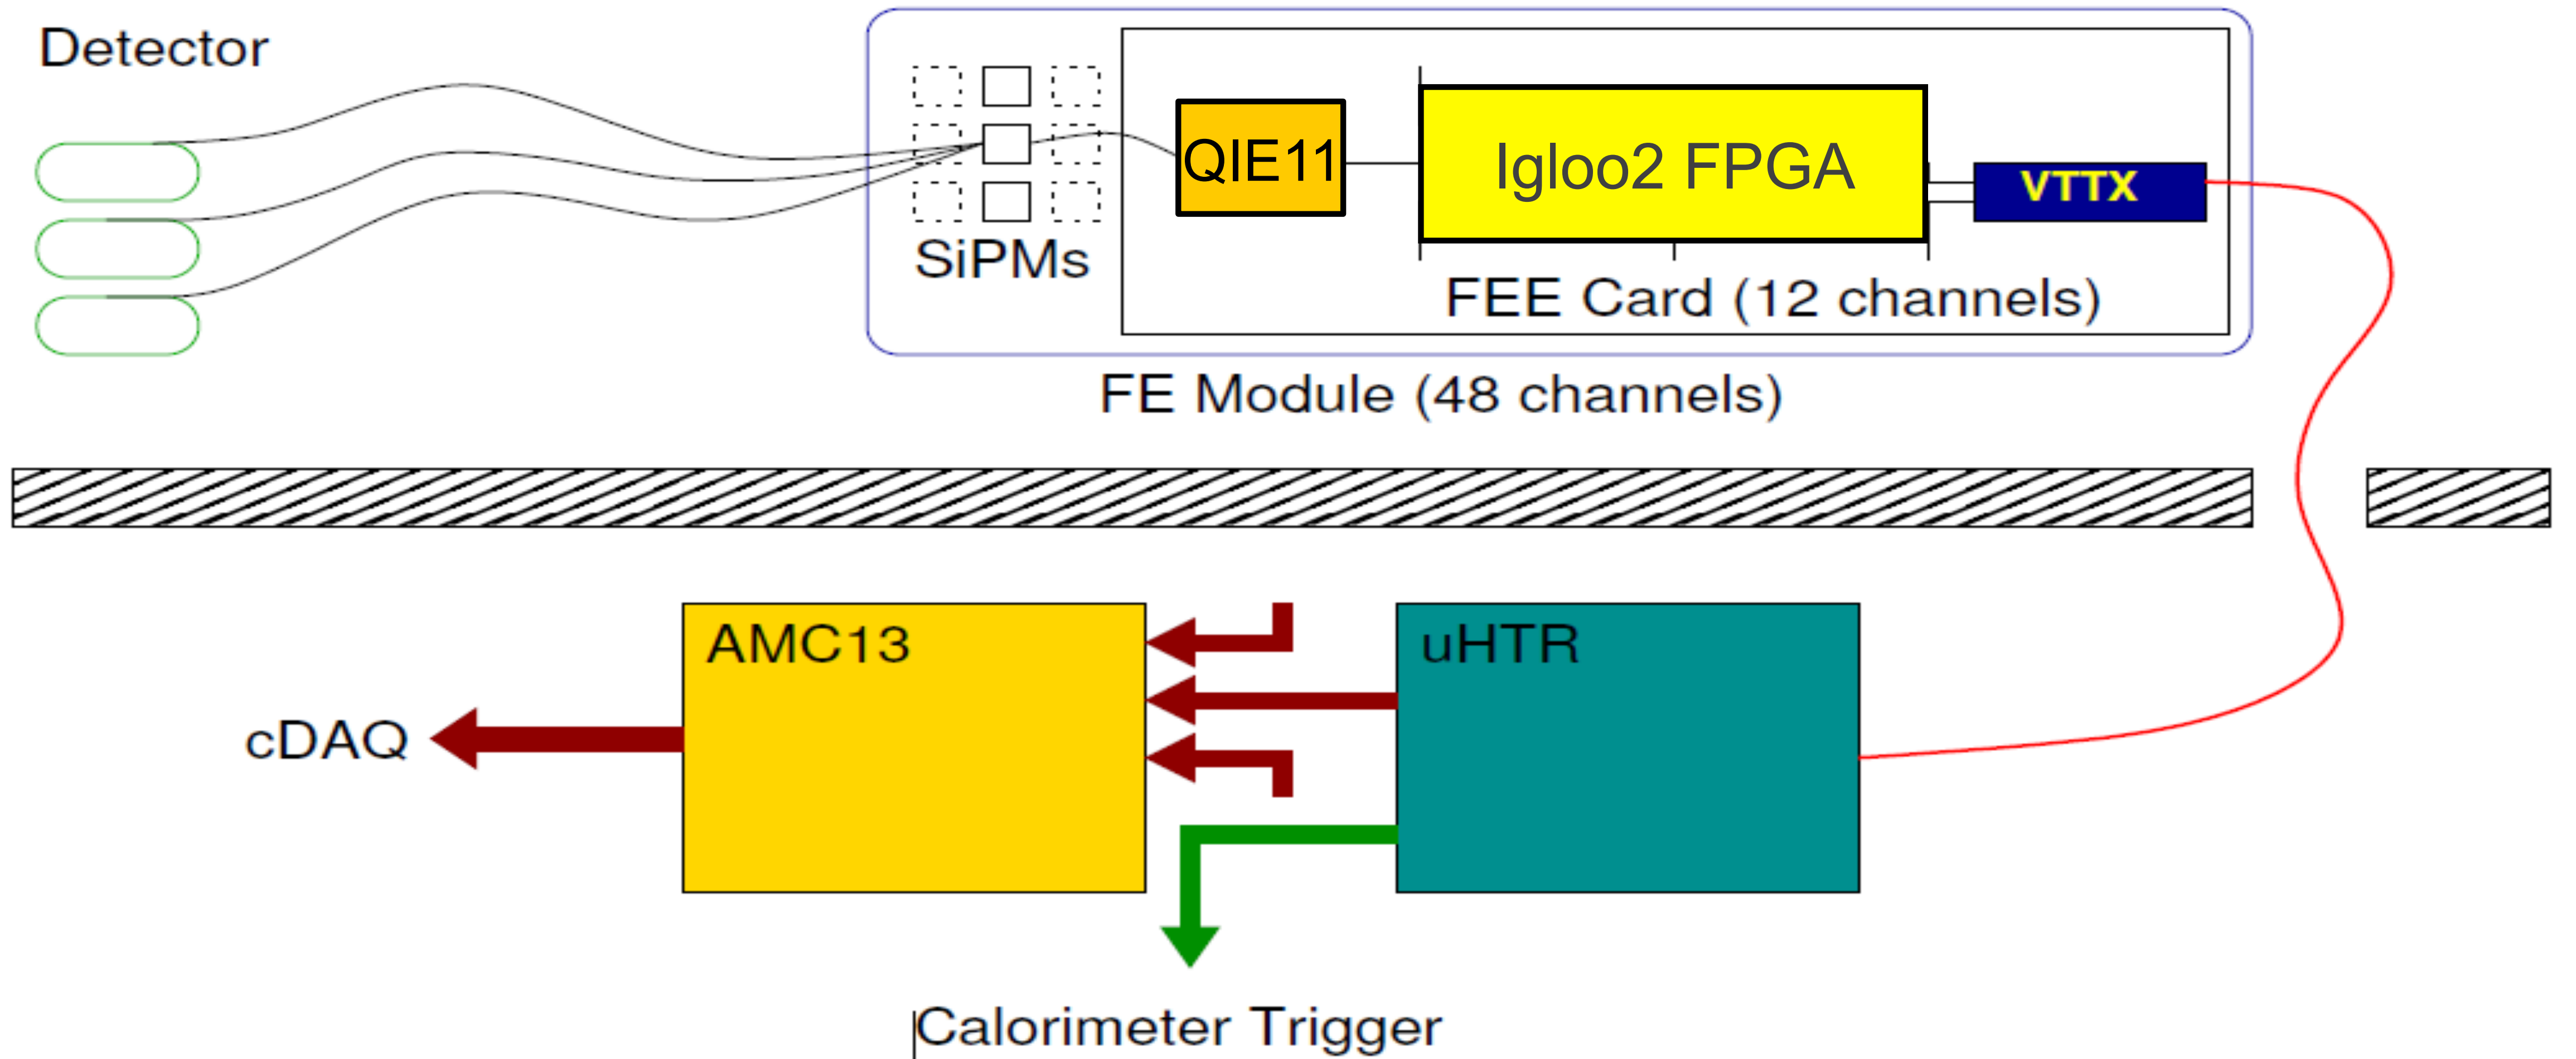 Detector
QIE11
Igloo2 FPGA
VTTX
SiPMs
FEE Card (12 channels)
FE Module (48 channels)
AMC13
uHTR
cDAQ
Calorimeter Trigger